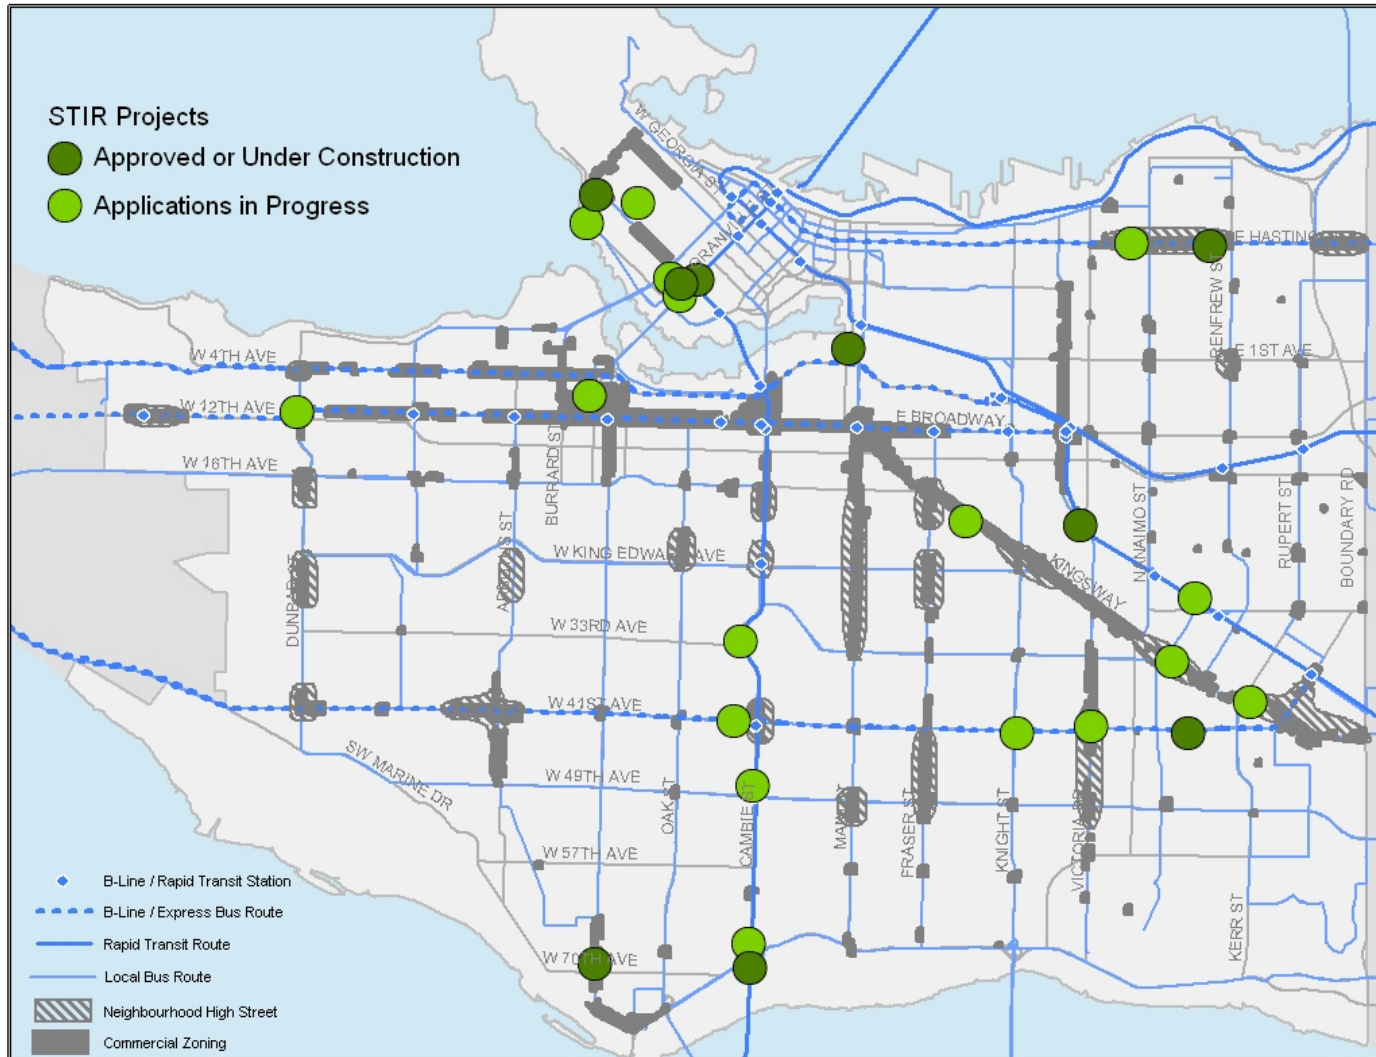 STIR Projects
Approved or Under Construction
Applications in Progress
W GEORGIA ST
GRANVILLE ST
E HASTING
RENFREW ST
E 1ST AVE
W 4TH AVE
W 12TH AVE
E BROADWAY
W 16TH AVE
BURRARD ST
NANAIMO ST
RUPERT ST
BOUNDARY RD
W KING EDWARD AVE
KINGSWAY
DUNBAR ST
W 33RD AVE
W 41ST AVE
SW MARINE DR
W 49TH AVE
OAK ST
CAMBIE ST
MAIN ST
FRASER ST
KNIGHT ST
VICTORIA DR
W 57TH AVE
KERR ST
W 70TH AVE
B-Line / Rapid Transit Station
B-Line / Express Bus Route
Rapid Transit Route
Local Bus Route
Neighbourhood High Street
Commercial Zoning